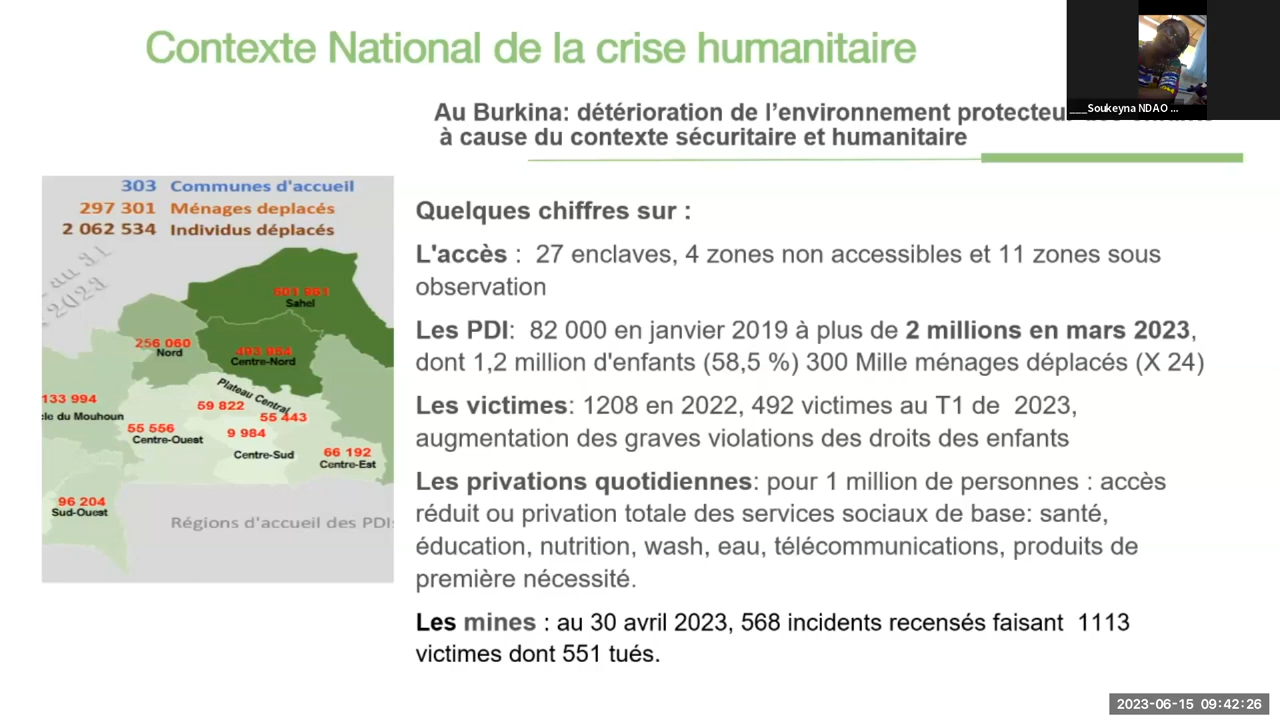 Contexte National de la crise humanitaire
___Soukeyna NDAO ...
Au Burkina: détérioration de l'environnement protecteur
à cause du contexte sécuritaire et humanitaire
303 Communes d'accueil
297 301 Ménages deplacés
2 062 534 Individus déplacés
au 31
2023
Sahel
256 060
Nord
Centre-Nord
Plateau Central
133 994
cle du Mouhoun
59 822
55 443
55 556
Centre-Ouest
9 984
Centre-Sud
66 192
Centre-Est
96 204
Sud-Ouest
Régions d'accueil des PDI
Quelques chiffres sur :
L'accès : 27 enclaves, 4 zones non accessibles et 11 zones sous
observation
Les PDI: 82 000 en janvier 2019 à plus de 2 millions en mars 2023,
dont 1,2 million d'enfants (58,5 %) 300 Mille ménages déplacés (X 24)
Les victimes: 1208 en 2022, 492 victimes au T1 de 2023,
augmentation des graves violations des droits des enfants
Les privations quotidiennes: pour 1 million de personnes : accès
réduit ou privation totale des services sociaux de base: santé,
éducation, nutrition, wash, eau, télécommunications, produits de
première nécessité.
Les mines : au 30 avril 2023, 568 incidents recensés faisant 1113
victimes dont 551 tués.
2023-06-15 09:42:26